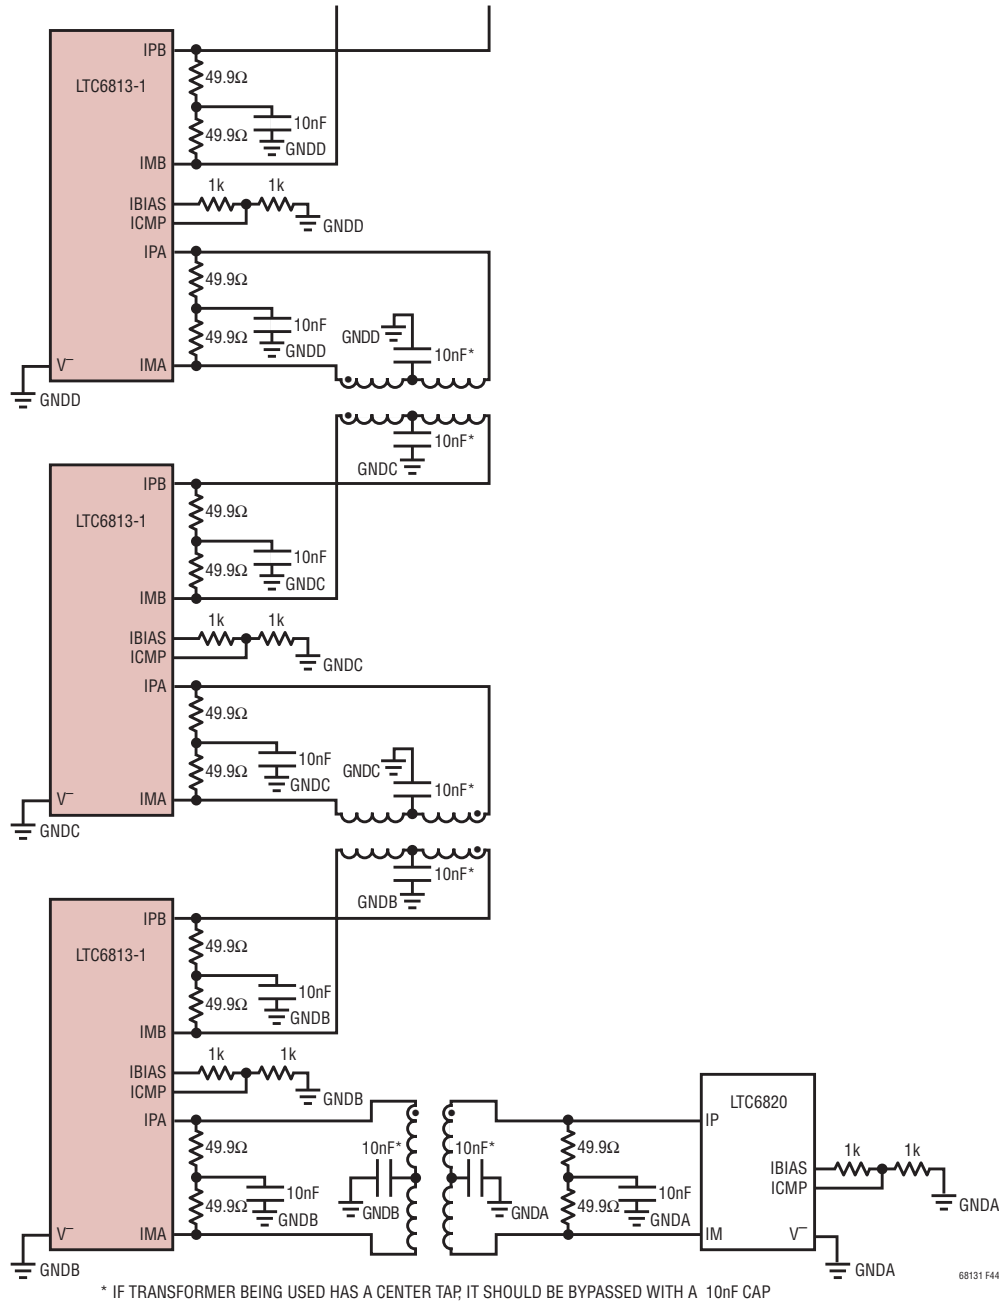 IPB
49.9Ω
LTC6813-1
10nF
49.9Ω
GNDD
IMB
1k 1k
IBIAS
ICMP
GNDD
IPA
49.9Ω
10nF
GNDD
49.9Ω
GNDD
10nF*
V– IMA
GNDD
10nF*
GNDC
IPB
49.9Ω
LTC6813-1
10nF
49.9Ω
GNDC
IMB
1k 1k
IBIAS
ICMP
GNDC
IPA
49.9Ω
10nF
GNDC
49.9Ω
GNDC
10nF*
V– IMA
GNDC
10nF*
GNDB
IPB
49.9Ω
LTC6813-1
10nF
49.9Ω
GNDB
IMB
1k 1k
IBIAS
ICMP
GNDB
LTC6820
IPA
IP
49.9Ω
10nF*
10nF*
49.9Ω
1k 1k
IBIAS
ICMP
10nF
49.9Ω
GNDB
GNDB
GNDA
10nF
49.9Ω
GNDA
GNDA
V– IMA
IM V–
GNDB
GNDA
68131 F44
* IF TRANSFORMER BEING USED HAS A CENTER TAP, IT SHOULD BE BYPASSED WITH A 10nF CAP